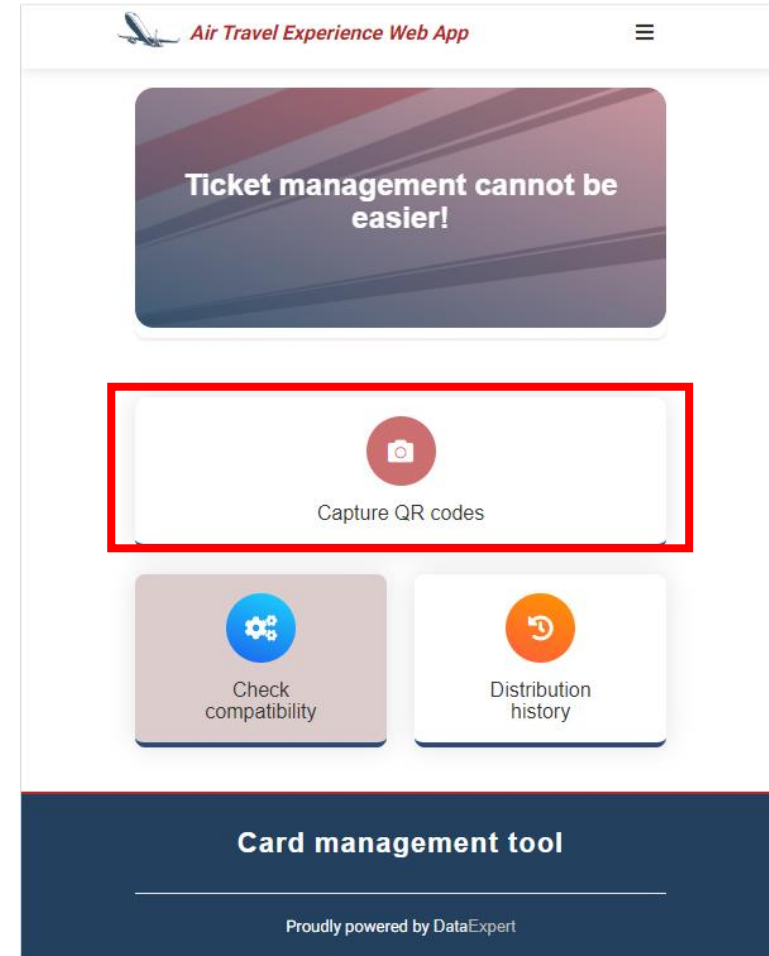 Air Travel Experience Web App
Ticket management cannot be
easier!
Capture QR codes
Check
compatibility
Distribution
history
Card management tool
Proudly powered by DataExpert